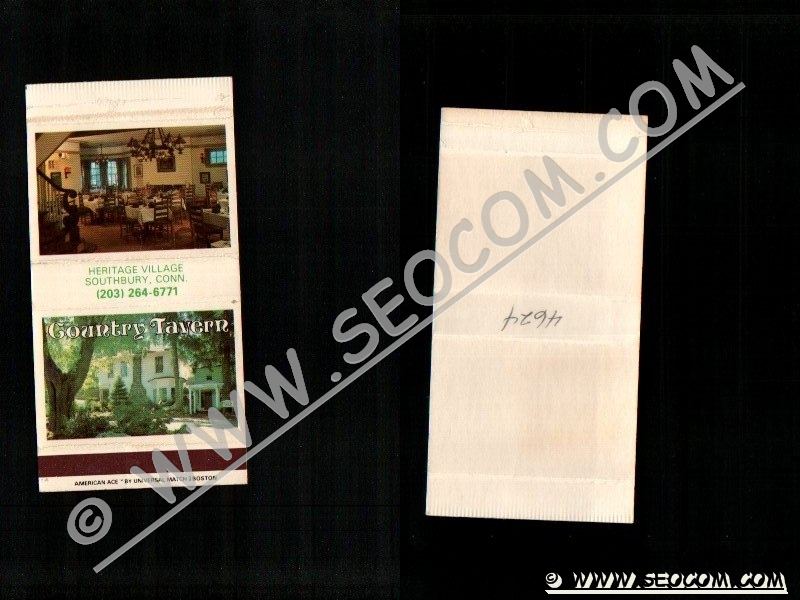 HERITAGE VILLAGE
SOUTHBURY, CONN.
(203) 264-6771
Country Tavern
AMERICAN ACE ™ BY UNIVERSAL MATCH / BOSTON
4624
© WWW.SEOCOM.COM
© WWW.SEOCOM.COM